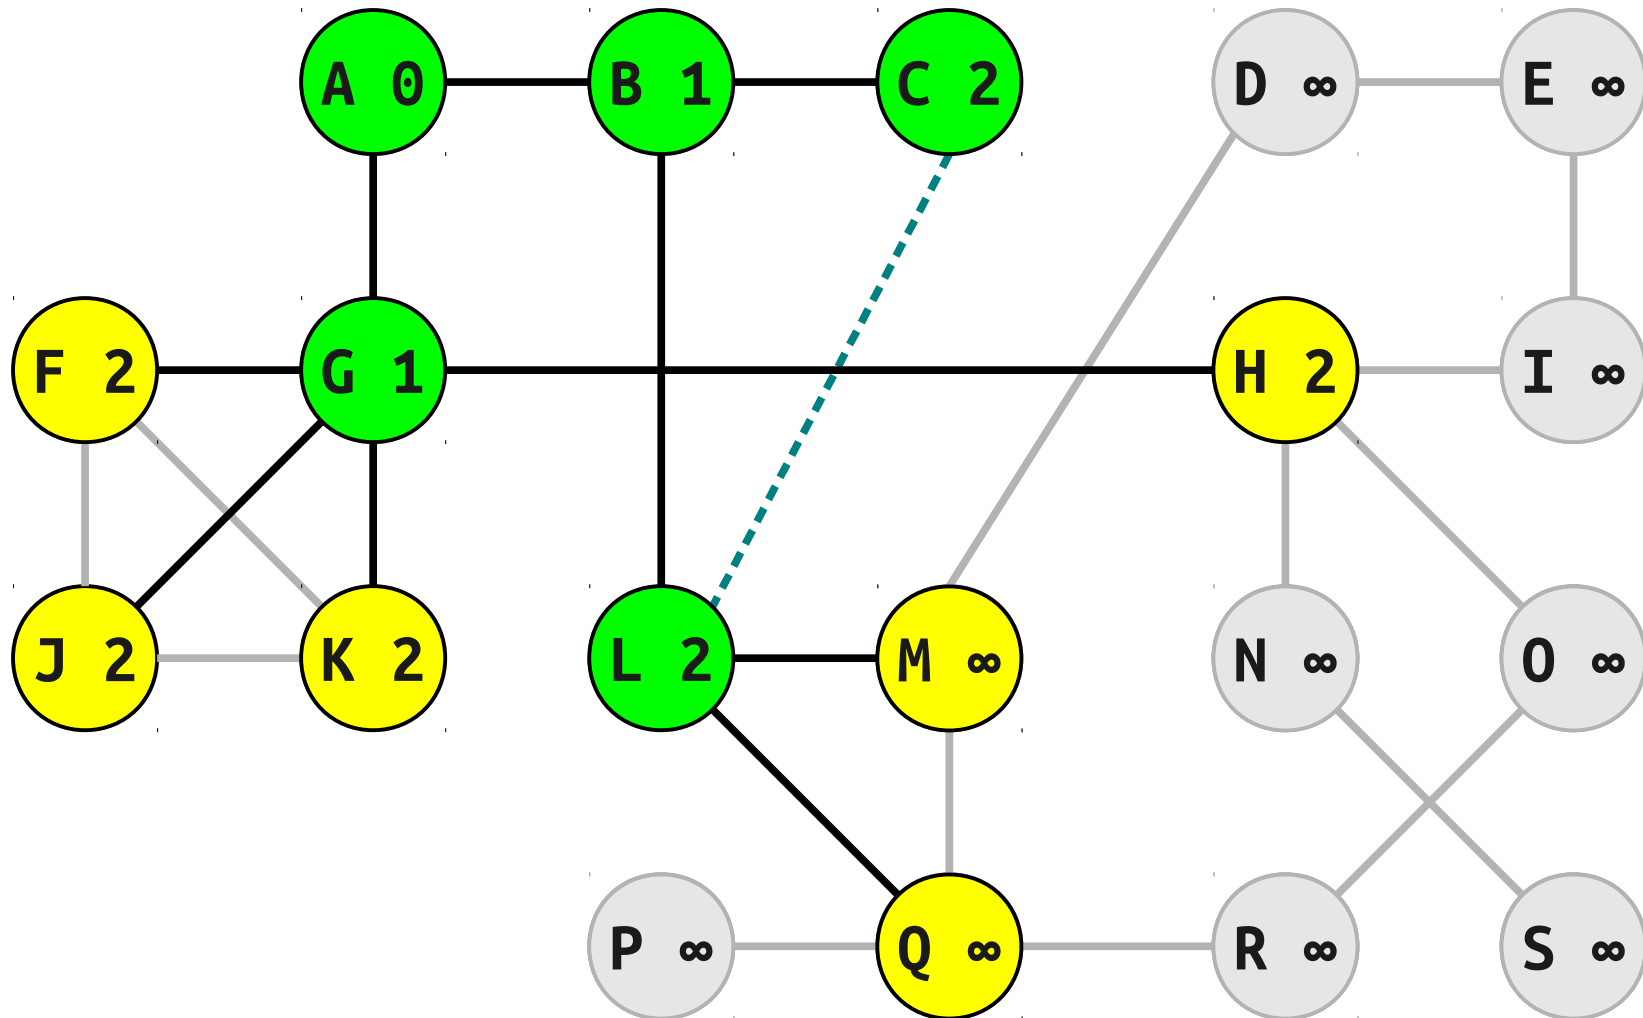 A 0 B 1 C 2 D ∞ E ∞
F 2 G 1 H 2 I ∞
J 2 K 2 L 2 M ∞ N ∞ O ∞
P ∞ Q ∞ R ∞ S ∞